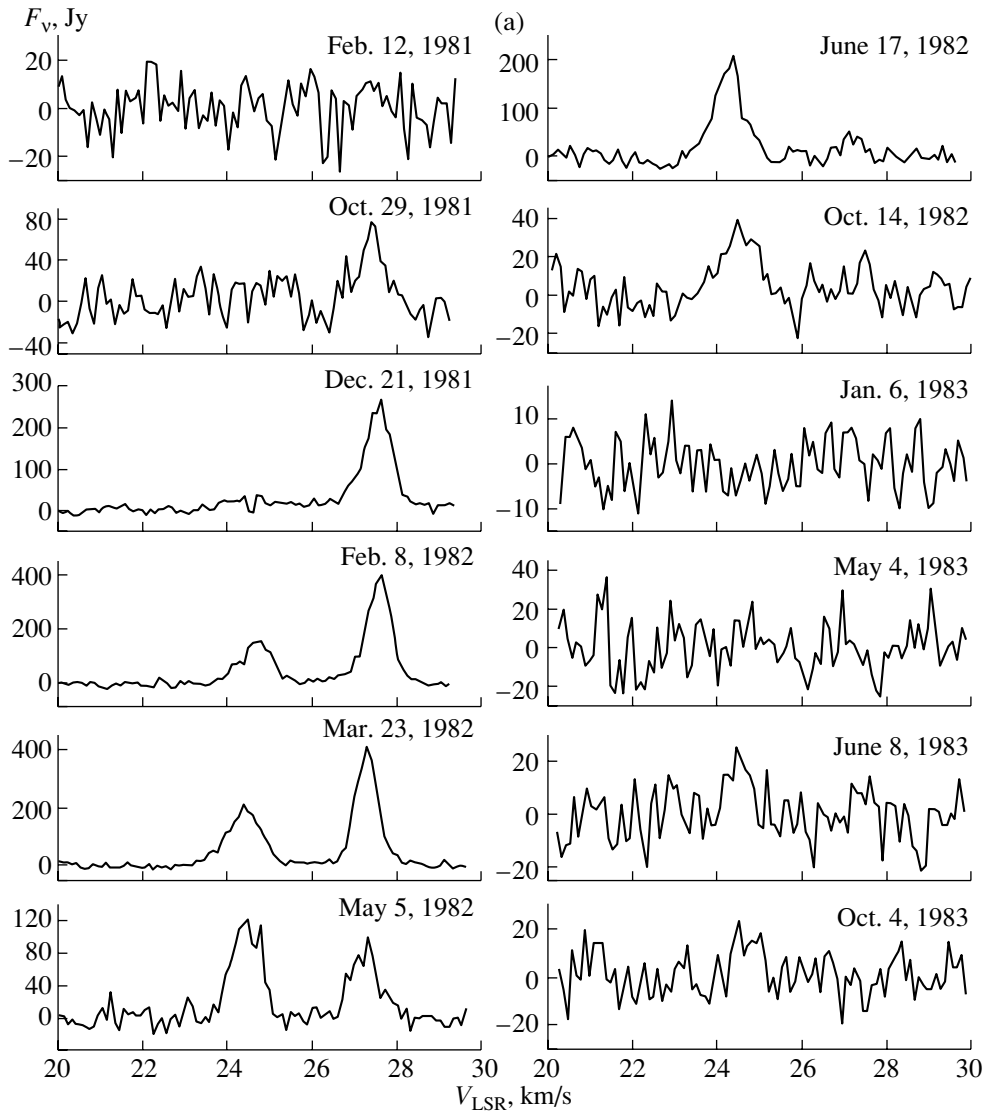 F_ν, Jy
(a)
Feb. 12, 1981
20
0
−20
Oct. 29, 1981
80
40
0
−40
Dec. 21, 1981
300
200
100
0
Feb. 8, 1982
400
200
0
Mar. 23, 1982
400
200
0
May 5, 1982
120
80
40
0
20 22 24 26 28 30
June 17, 1982
200
100
0
Oct. 14, 1982
40
20
0
−20
Jan. 6, 1983
10
0
−10
May 4, 1983
40
20
0
−20
June 8, 1983
20
0
−20
Oct. 4, 1983
20
0
−20
20 22 24 26 28 30
V_LSR, km/s